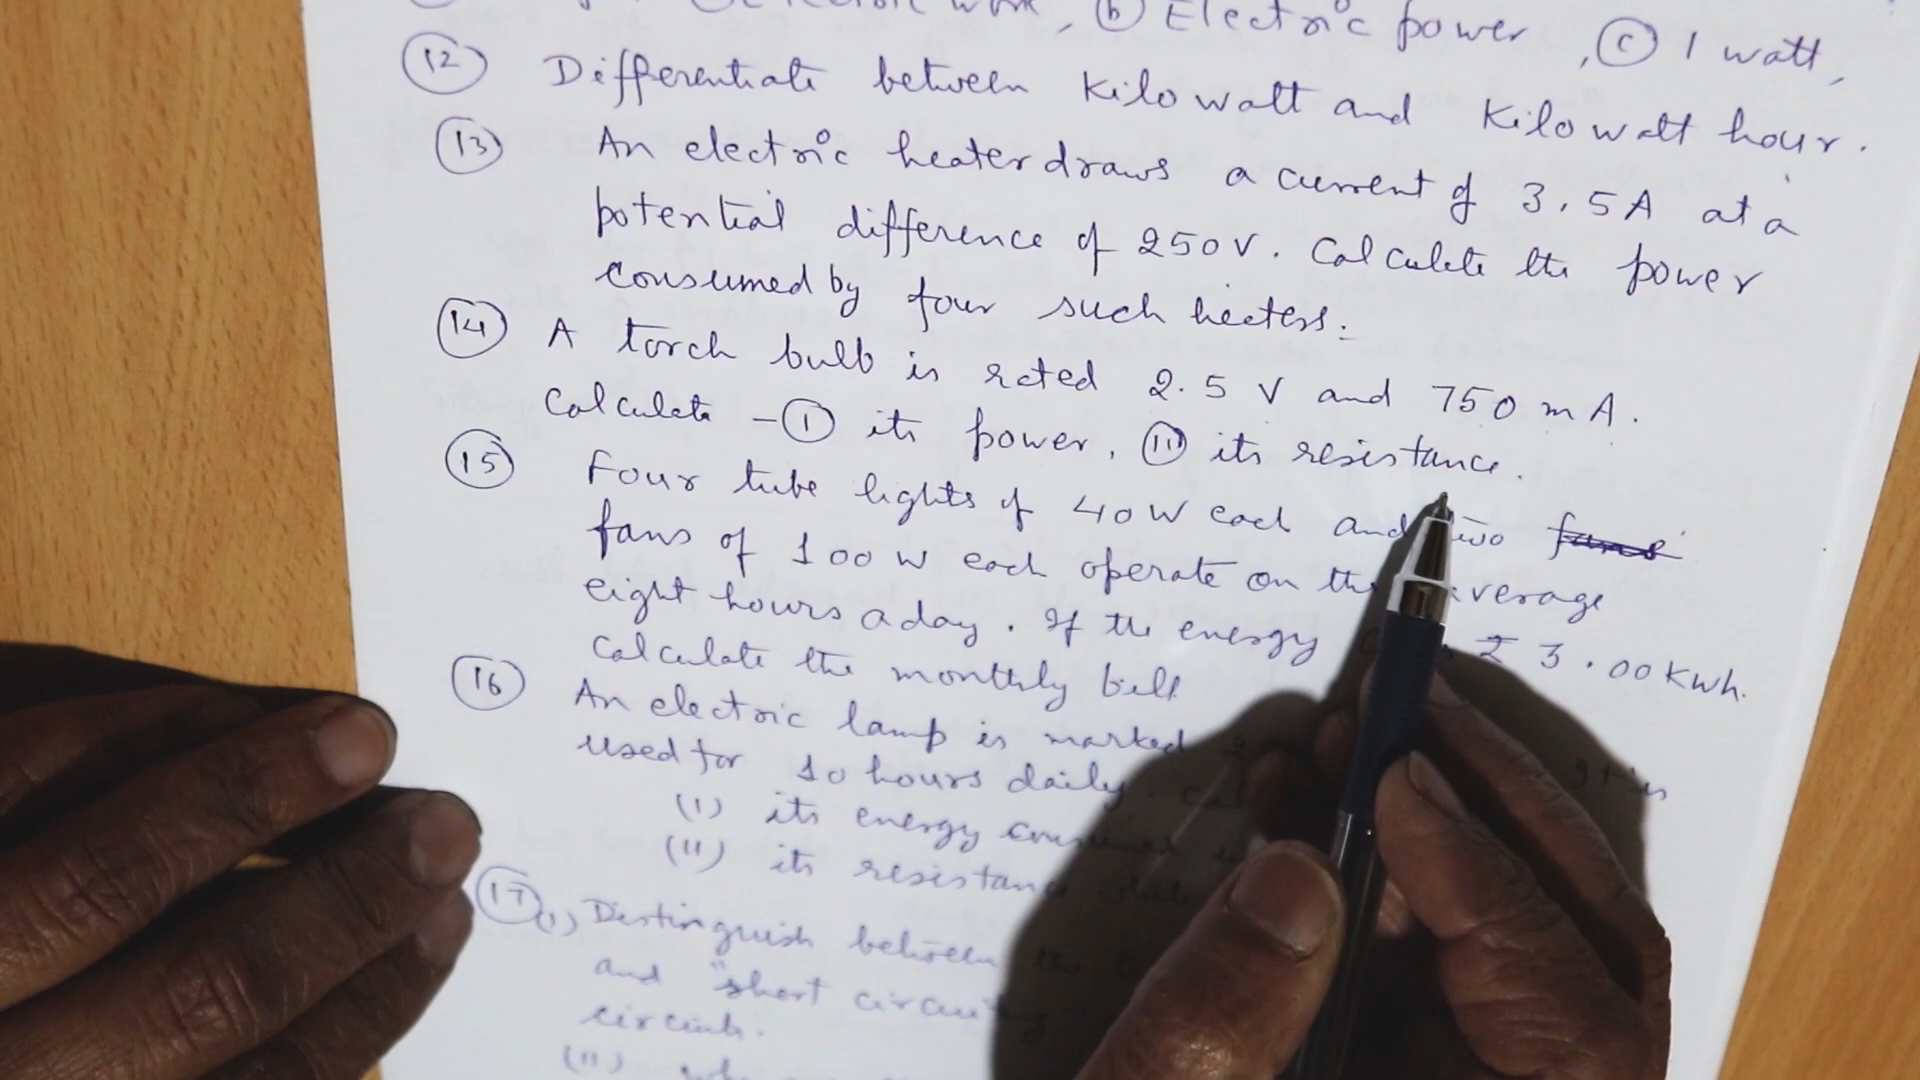 work, (b) Electric power, (c) 1 watt,
(12) Differentiate between Kilo watt and Kilo watt hour.
(13) An electric heater draws a current of 3.5A at a
potential difference of 250V. Calculate the power
consumed by four such heaters.
(14) A torch bulb is rated 2.5 V and 750 mA.
Calculate - (I) its power, (II) its resistance.
(15) Four tube lights of 40W each and two
fans of 100 W each operate on the average
eight hours a day. If the energy ₹ 3.00 kwh.
Calculate the monthly bill
(16) An electric lamp is marked
used for 10 hours daily.
(I) its energy
(II) its
(17) (I) Distinguish between
and "short
circuit.
(II)